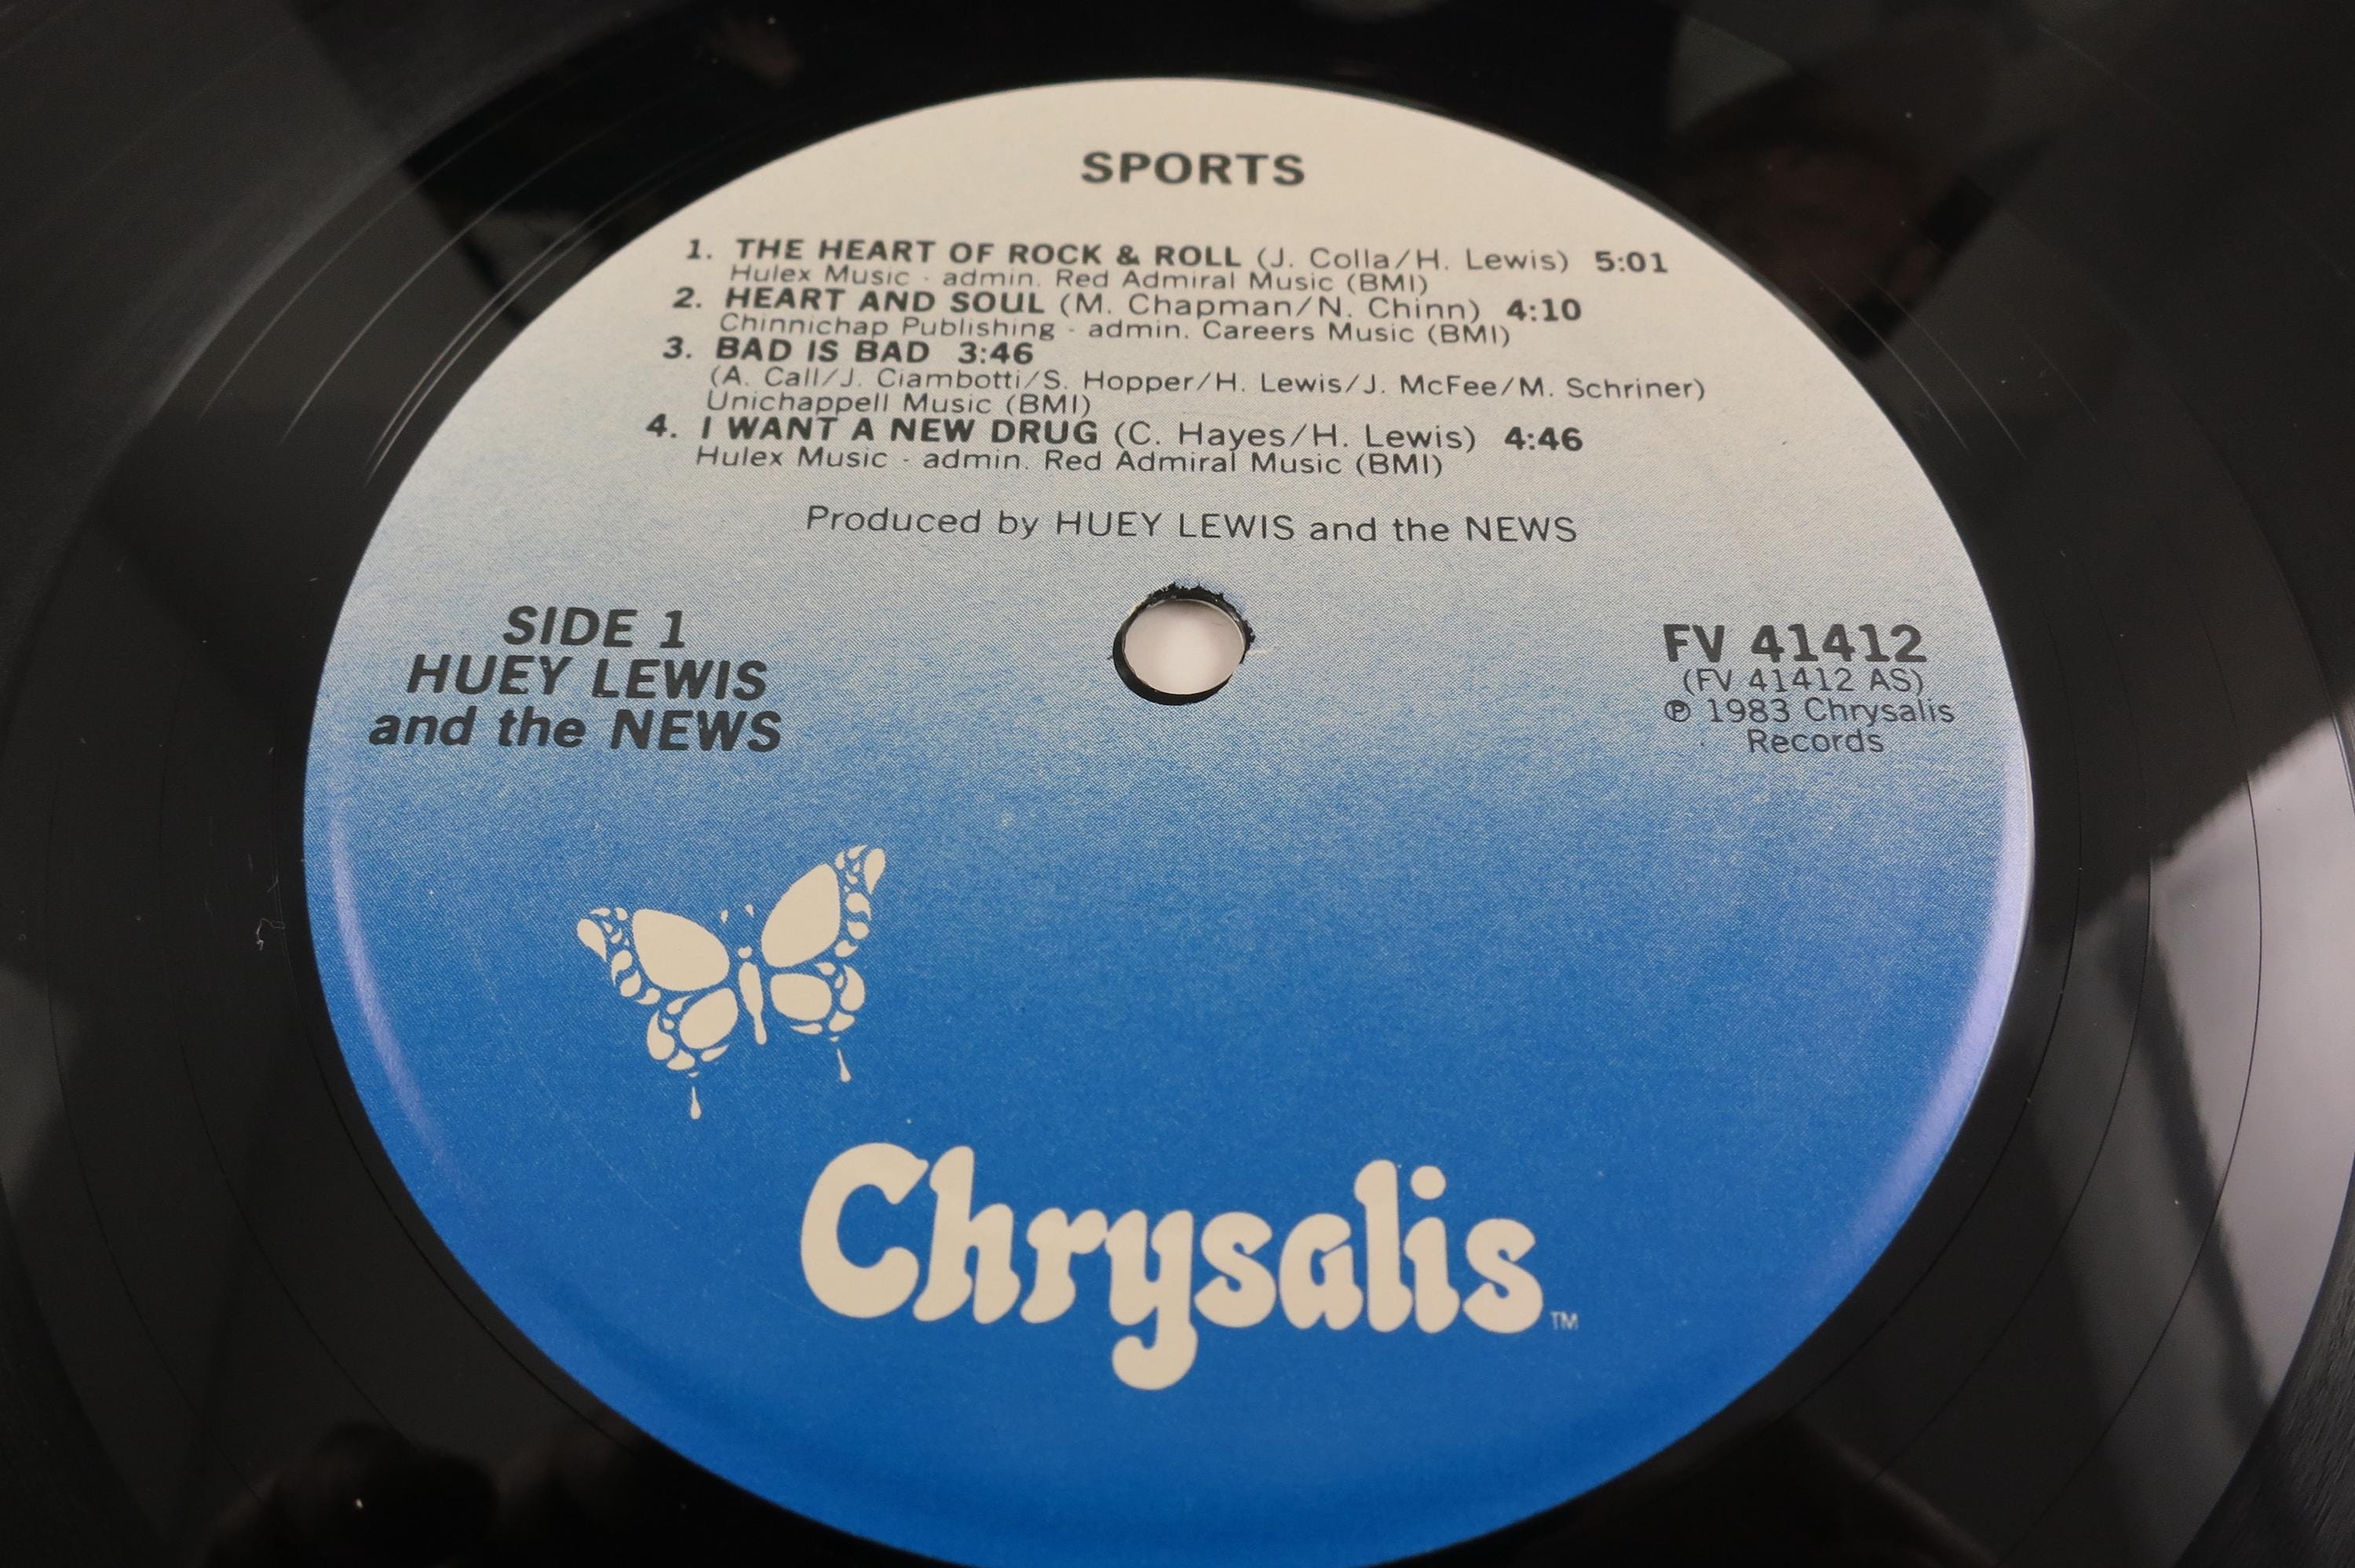 SPORTS
1. THE HEART OF ROCK & ROLL (J. Colla/H. Lewis) 5:01
Hulex Music - admin. Red Admiral Music (BMI)
2. HEART AND SOUL (M. Chapman/N. Chinn) 4:10
Chinnichap Publishing - admin. Careers Music (BMI)
3. BAD IS BAD 3:46
(A. Call/J. Ciambotti/S. Hopper/H. Lewis/J. McFee/M. Schriner)
Unichappell Music (BMI)
4. I WANT A NEW DRUG (C. Hayes/H. Lewis) 4:46
Hulex Music - admin. Red Admiral Music (BMI)
Produced by HUEY LEWIS and the NEWS
SIDE 1
HUEY LEWIS
and the NEWS
FV 41412
(FV 41412 AS)
℗ 1983 Chrysalis
Records
Chrysalis™